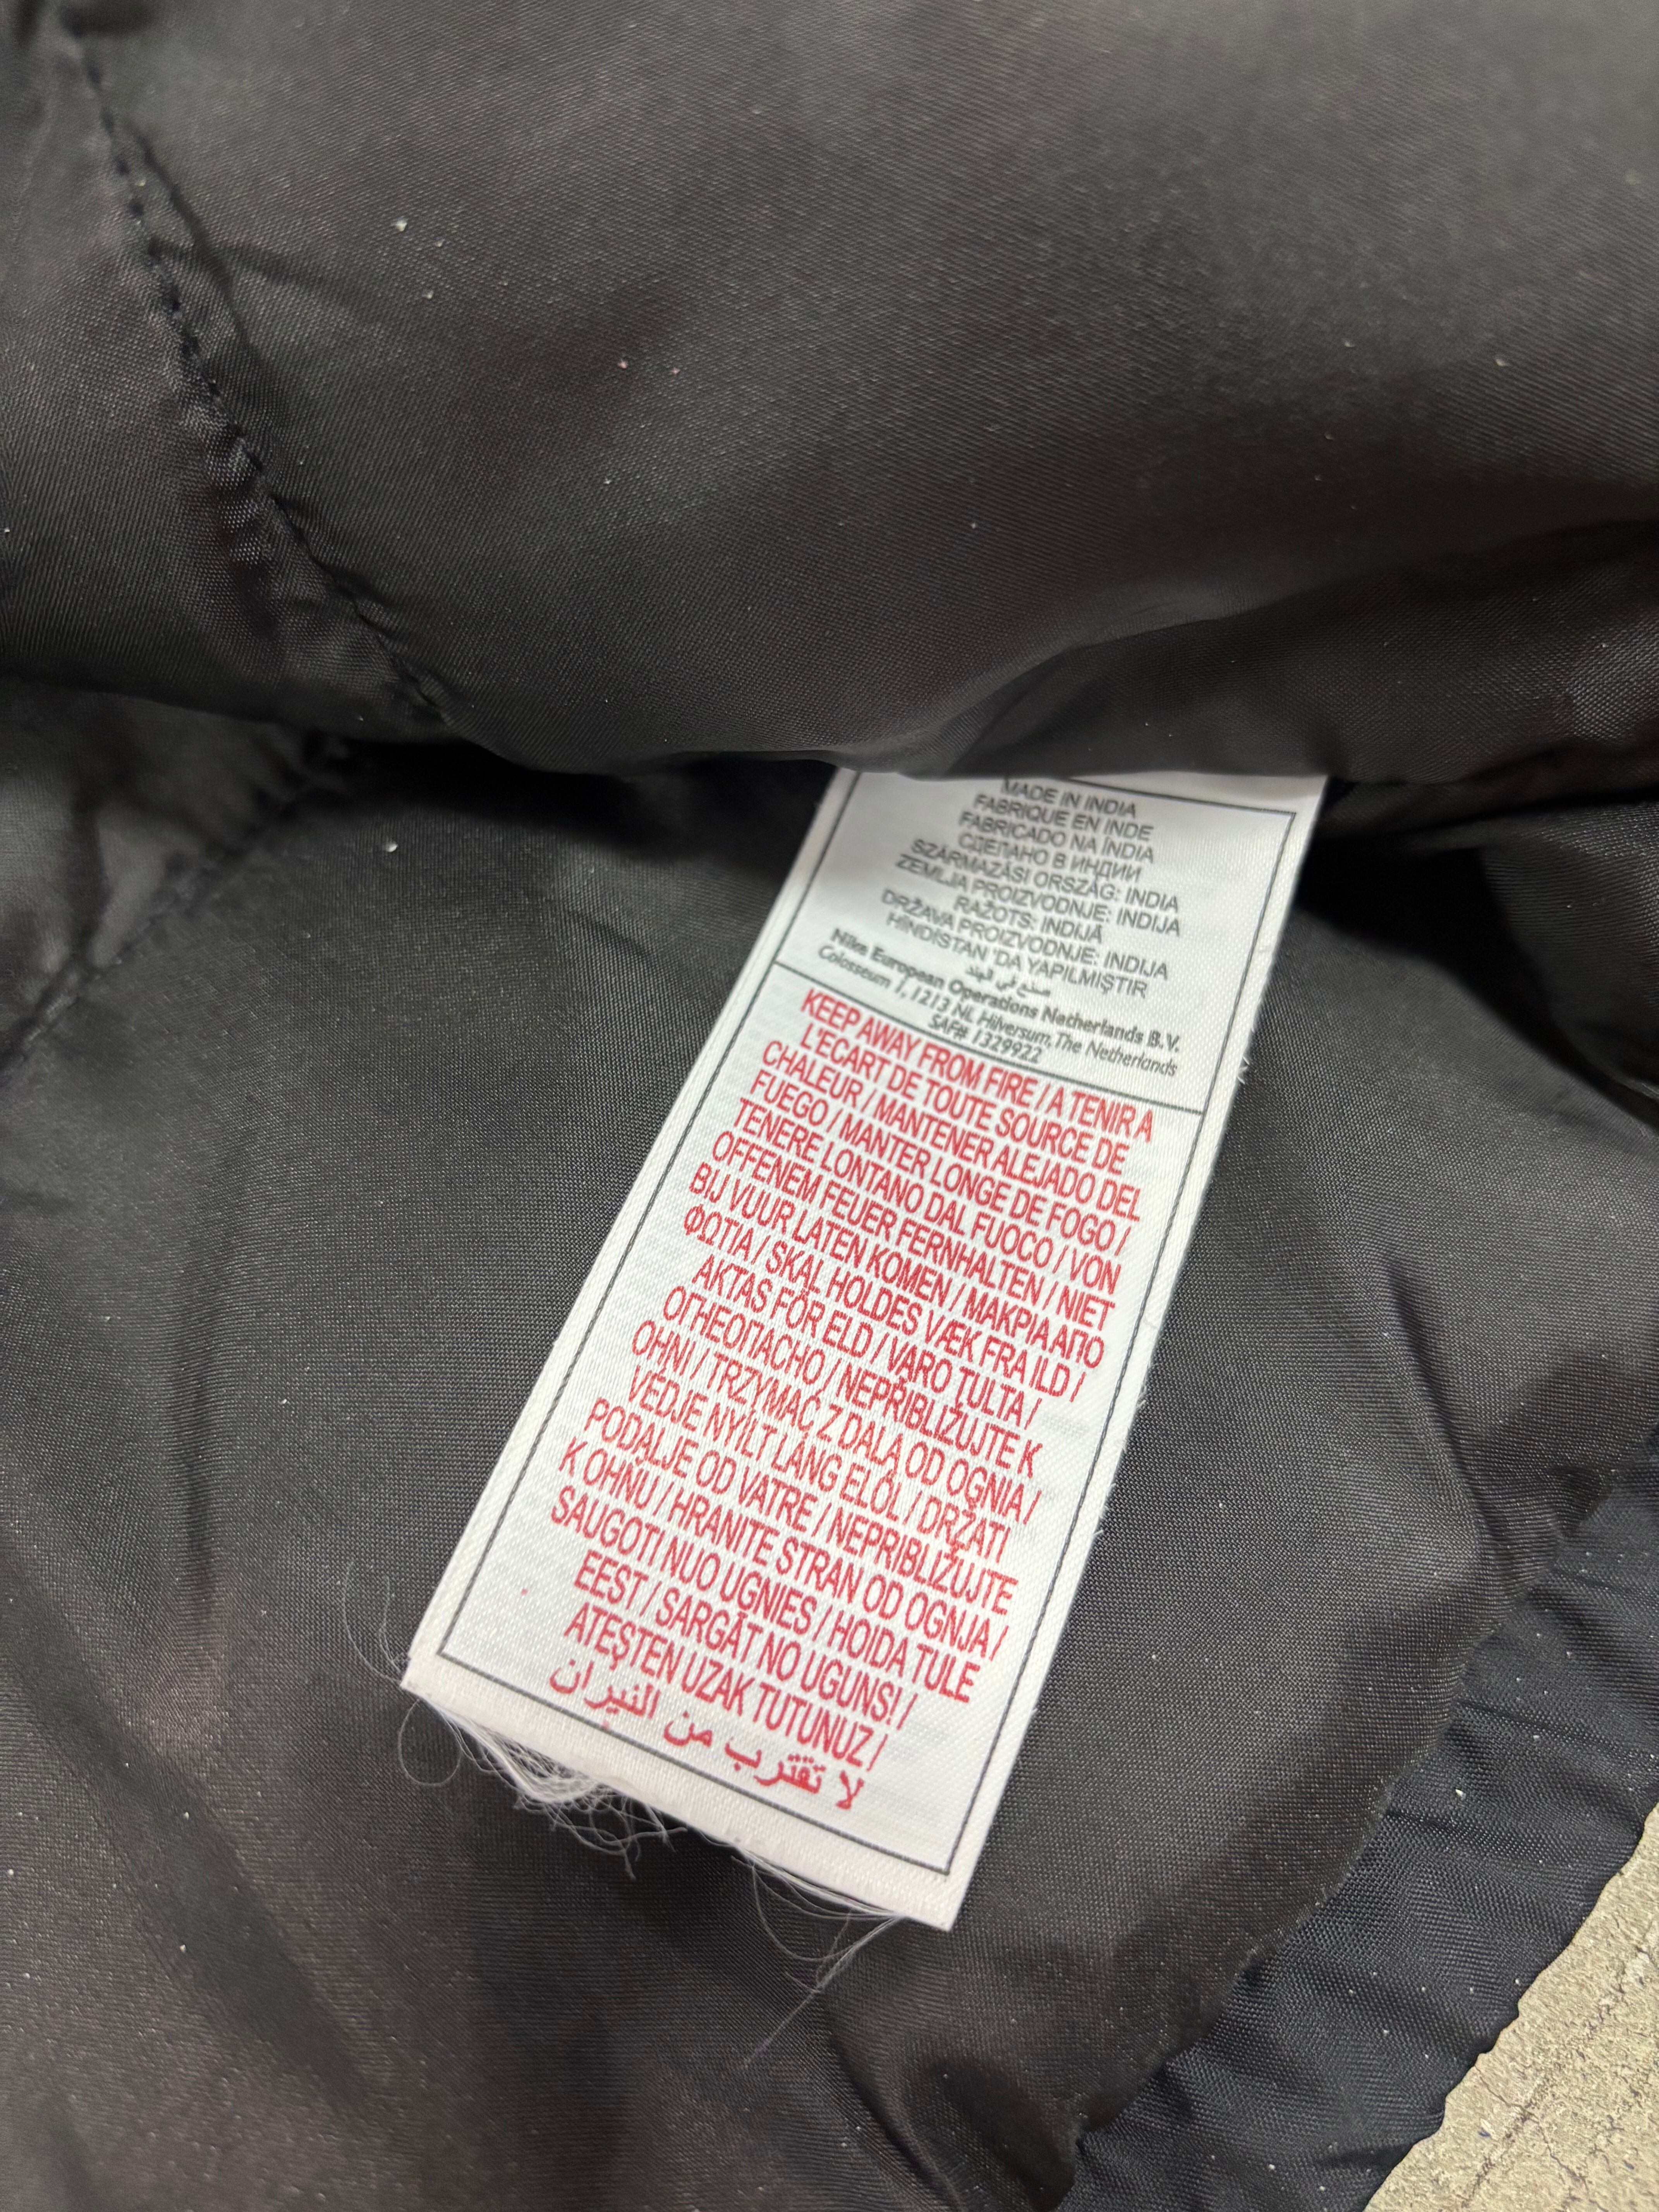 MADE IN INDIA
FABRIQUE EN INDE
FABRICADO NA ÍNDIA
СДЕЛАНО В ИНДИИ
SZÁRMAZÁSI ORSZÁG: INDIA
ZEMLJA PROIZVODNJE: INDIJA
RAŽOTS: INDIJĀ
DRŽAVA PROIZVODNJE: INDIJA
HİNDİSTAN 'DA YAPILMIŞTIR
صنع في الهند
Nike European Operations Netherlands B.V.
Colosseum 1, 1213 NL Hilversum, The Netherlands
SAF# 1329922
KEEP AWAY FROM FIRE / A TENIR A
L'ECART DE TOUTE SOURCE DE
CHALEUR / MANTENER ALEJADO DEL
FUEGO / MANTER LONGE DE FOGO /
TENERE LONTANO DAL FUOCO / VON
OFFENEM FEUER FERNHALTEN / NIET
BIJ VUUR LATEN KOMEN / ΜΑΚΡΙΑ ΑΠΟ
ΦΩΤΙΑ / SKAL HOLDES VÆK FRA ILD /
AKTAS FÖR ELD / VARO TULTA /
ОГНЕОПАСНО / NEPŘIBLIŽUJTE K
OHNI / TRZYMAĆ Z DALA OD OGNIA /
VÉDJE NYÍLT LÁNG ELŐL / DRŽATI
PODALJE OD VATRE / NEPRIBLIŽUJTE
K OHŇU / HRANITE STRAN OD OGNJA /
SAUGOTI NUO UGNIES / HOIDA TULE
EEST / SARGĀT NO UGUNS! /
ATEŞTEN UZAK TUTUNUZ /
لا تقترب من النيران